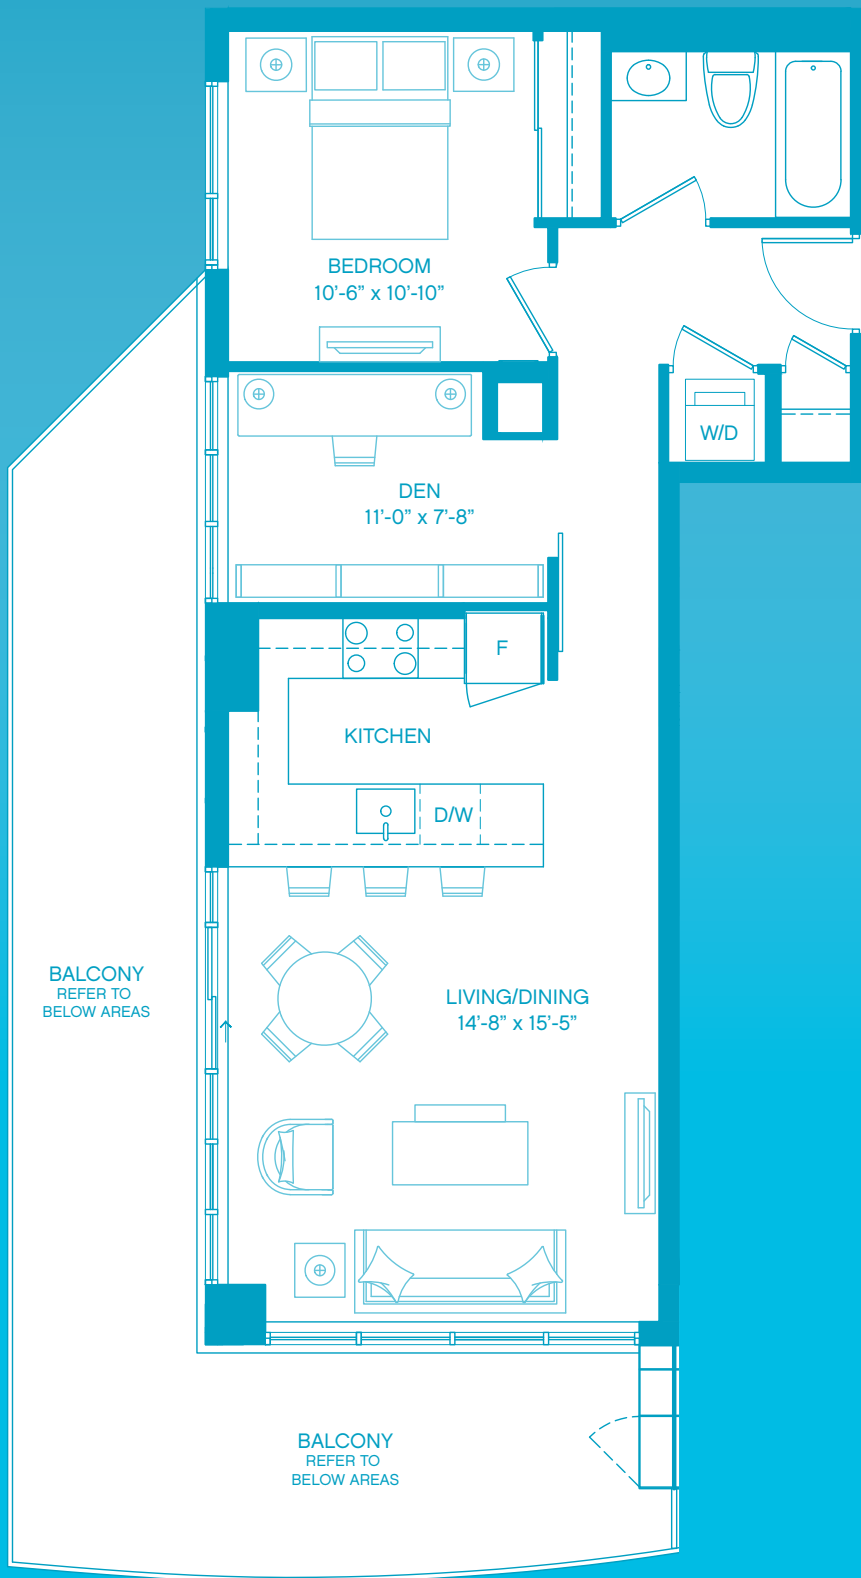 BEDROOM
10’-6” x 10’-10”
W/D
DEN
11’-0” x 7’-8”
F
KITCHEN
D/W
BALCONY
REFER TO
BELOW AREAS
LIVING/DINING
14’-8” x 15’-5”
BALCONY
REFER TO
BELOW AREAS